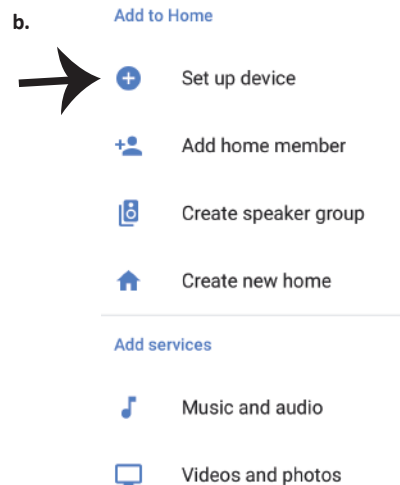 b.
Add to Home
Set up device
Add home member
Create speaker group
Create new home
Add services
Music and audio
Videos and photos